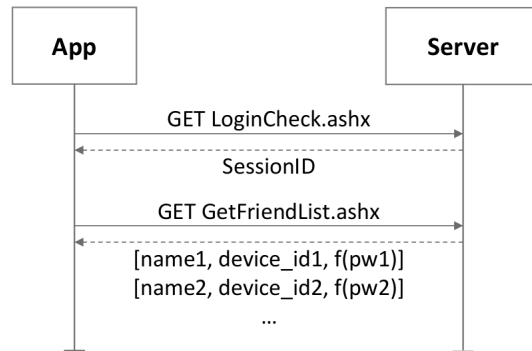 App
Server
GET LoginCheck.ashx
SessionID
GET GetFriendList.ashx
[name1, device_id1, f(pw1)]
[name2, device_id2, f(pw2)]
...